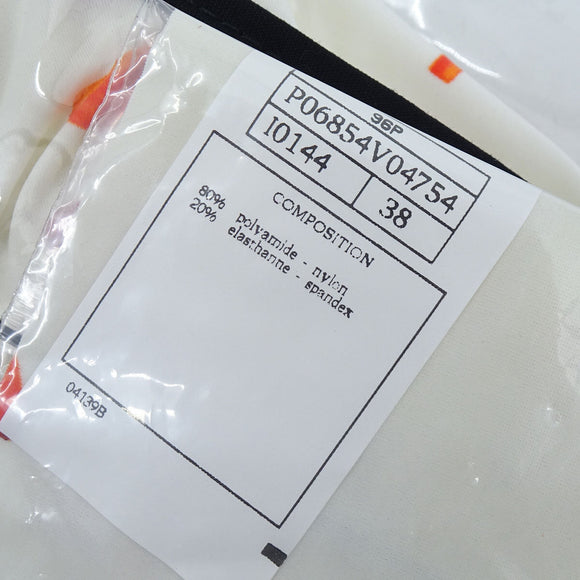 96P
P06854V04754
I0144 38
COMPOSITION
80% polyamide - nylon
20% elasthanne - spandex
04139B